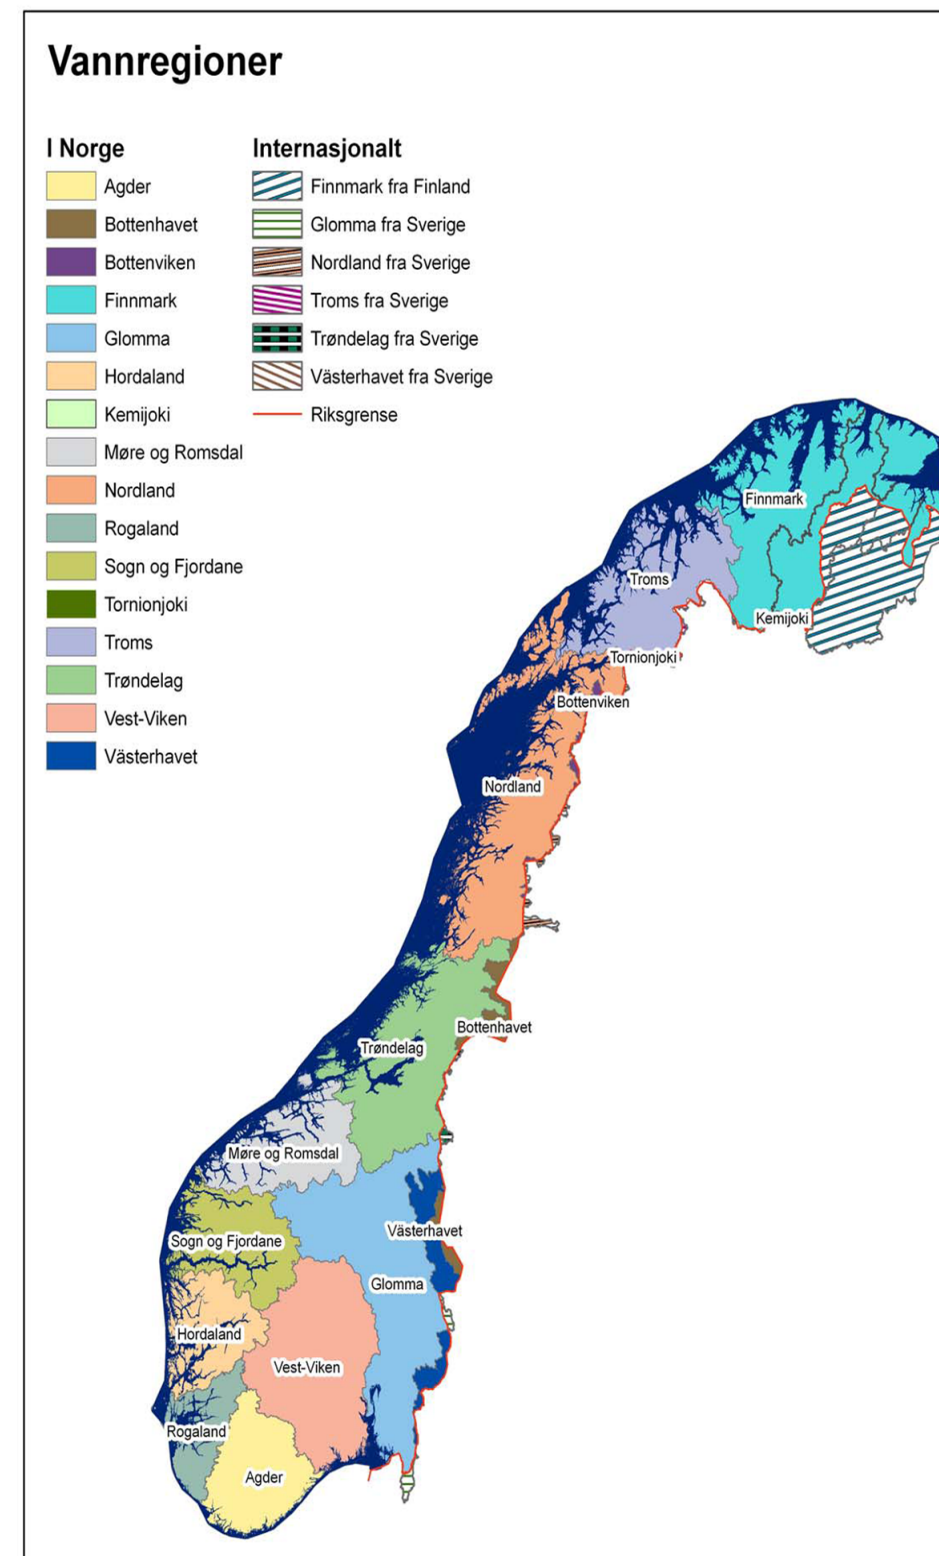 Vannregioner
I Norge
Agder
Bottenhavet
Bottenviken
Finnmark
Glomma
Hordaland
Kemijoki
Møre og Romsdal
Nordland
Rogaland
Sogn og Fjordane
Tornionjoki
Troms
Trøndelag
Vest-Viken
Västerhavet
Internasjonalt
Finnmark fra Finland
Glomma fra Sverige
Nordland fra Sverige
Troms fra Sverige
Trøndelag fra Sverige
Västerhavet fra Sverige
Riksgrense
Finnmark
Troms
Kemijoki
Tornionjoki
Bottenviken
Nordland
Bottenhavet
Trøndelag
Møre og Romsdal
Västerhavet
Sogn og Fjordane
Glomma
Hordaland
Vest-Viken
Rogaland
Agder